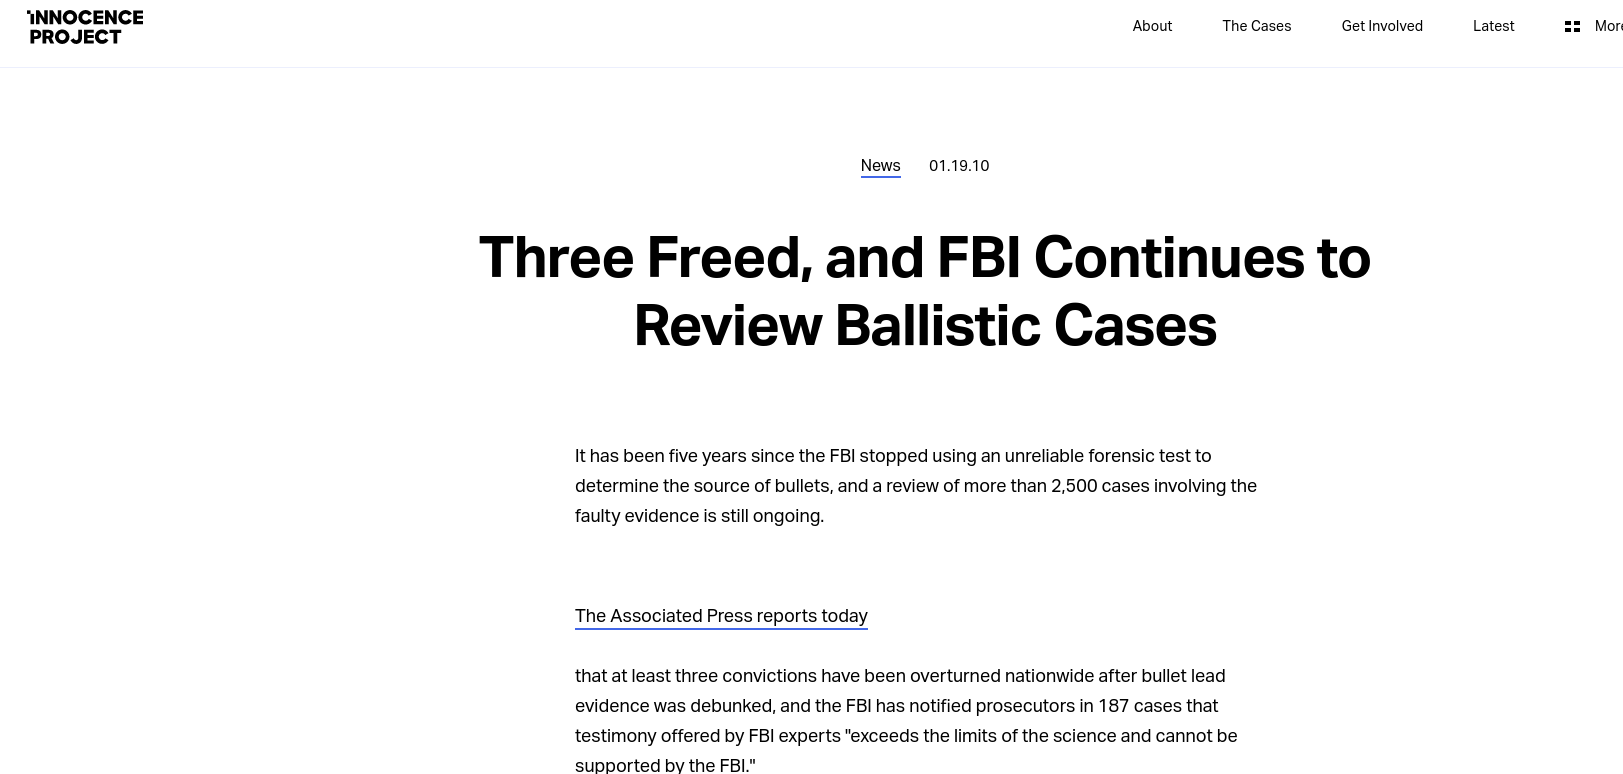 INNOCENCE
PROJECT
About The Cases Get Involved Latest More
News 01.19.10
Three Freed, and FBI Continues to
Review Ballistic Cases
It has been five years since the FBI stopped using an unreliable forensic test to
determine the source of bullets, and a review of more than 2,500 cases involving the
faulty evidence is still ongoing.
The Associated Press reports today
that at least three convictions have been overturned nationwide after bullet lead
evidence was debunked, and the FBI has notified prosecutors in 187 cases that
testimony offered by FBI experts "exceeds the limits of the science and cannot be
supported by the FBI."